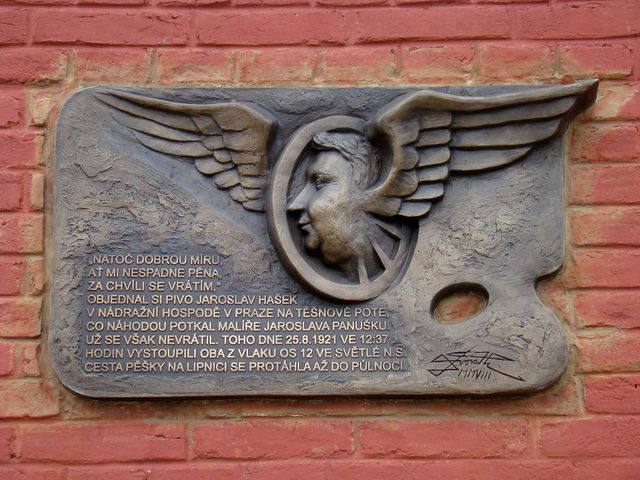 „NATOČ DOBROU MÍRU,
AŤ MI NESPADNE PĚNA,
ZA CHVÍLI SE VRÁTÍM,“
OBJEDNAL SI PIVO JAROSLAV HAŠEK
V NÁDRAŽNÍ HOSPODĚ V PRAZE NA TĚŠNOVĚ POTÉ,
CO NÁHODOU POTKAL MALÍŘE JAROSLAVA PANUŠKU.
UŽ SE VŠAK NEVRÁTIL. TOHO DNE 25.8.1921 VE 12:37
HODIN VYSTOUPILI OBA Z VLAKU OS 12 VE SVĚTLÉ N.S.
CESTA PĚŠKY NA LIPNICI SE PROTÁHLA AŽ DO PŮLNOCI.
MMVIII